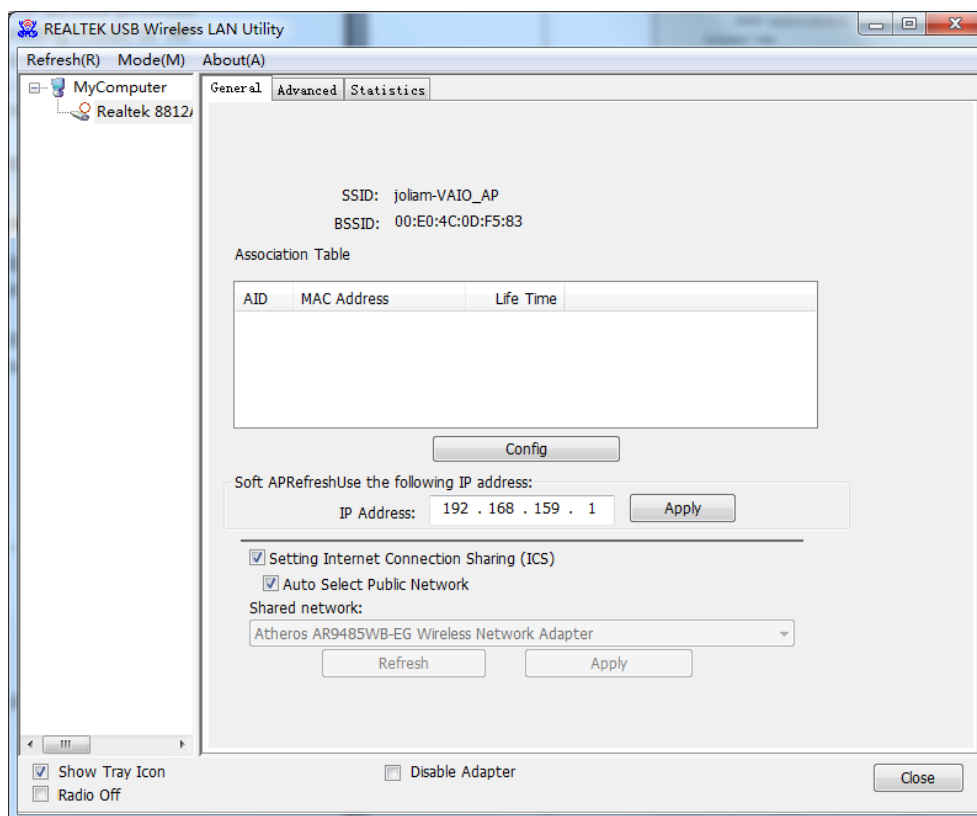 REALTEK USB Wireless LAN Utility
Refresh(R) Mode(M) About(A)
MyComputer
Realtek 8812A
General Advanced Statistics
SSID: joliam-VAIO_AP
BSSID: 00:E0:4C:0D:F5:83
Association Table
AID MAC Address Life Time
Config
Soft APRefreshUse the following IP address:
IP Address: 192 . 168 . 159 . 1 Apply
Setting Internet Connection Sharing (ICS)
Auto Select Public Network
Shared network:
Atheros AR9485WB-EG Wireless Network Adapter
Refresh Apply
Show Tray Icon Disable Adapter Close
Radio Off